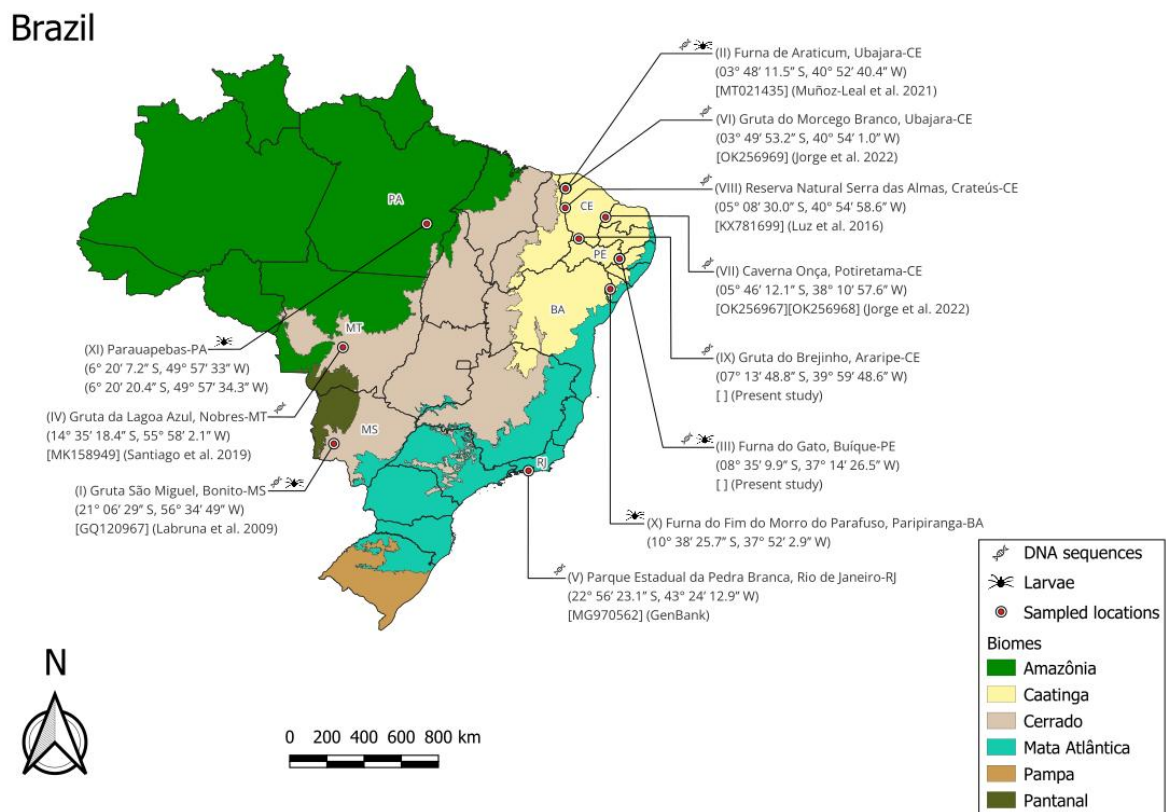 Brazil
(II) Furna de Araticum, Ubajara-CE
(03° 48’ 11.5” S, 40° 52’ 40.4” W)
[MT021435] (Muñoz-Leal et al. 2021)
(VI) Gruta do Morcego Branco, Ubajara-CE
(03° 49’ 53.2” S, 40° 54’ 1.0” W)
[OK256969] (Jorge et al. 2022)
(VIII) Reserva Natural Serra das Almas, Crateús-CE
(05° 08’ 30.0” S, 40° 54’ 58.6” W)
[KX781699] (Luz et al. 2016)
(VII) Caverna Onça, Potiretama-CE
(05° 46’ 12.1” S, 38° 10’ 57.6” W)
[OK256967][OK256968] (Jorge et al. 2022)
(IX) Gruta do Brejinho, Araripe-CE
(07° 13’ 48.8” S, 39° 59’ 48.6” W)
[ ] (Present study)
(III) Furna do Gato, Buíque-PE
(08° 35’ 9.9” S, 37° 14’ 26.5” W)
[ ] (Present study)
(X) Furna do Fim do Morro do Parafuso, Paripiranga-BA
(10° 38’ 25.7” S, 37° 52’ 2.9” W)
(V) Parque Estadual da Pedra Branca, Rio de Janeiro-RJ
(22° 56’ 23.1” S, 43° 24’ 12.9” W)
[MG970562] (GenBank)
(XI) Parauapebas-PA
(6° 20’ 7.2” S, 49° 57’ 33” W)
(6° 20’ 20.4” S, 49° 57’ 34.3” W)
(IV) Gruta da Lagoa Azul, Nobres-MT
(14° 35’ 18.4” S, 55° 58’ 2.1” W)
[MK158949] (Santiago et al. 2019)
(I) Gruta São Miguel, Bonito-MS
(21° 06’ 29” S, 56° 34’ 49” W)
[GQ120967] (Labruna et al. 2009)
PA
CE
PE
BA
MT
MS
RJ
N
0 200 400 600 800 km
DNA sequences
Larvae
Sampled locations
Biomes
Amazônia
Caatinga
Cerrado
Mata Atlântica
Pampa
Pantanal